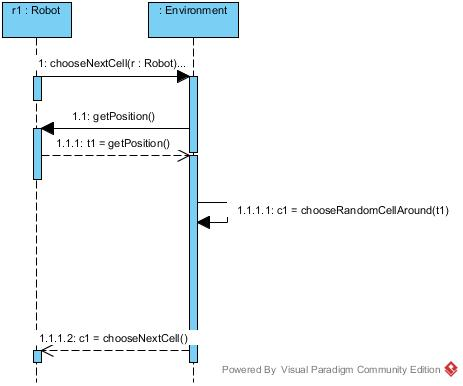 r1 : Robot
: Environment
1: chooseNextCell(r : Robot)...
1.1: getPosition()
1.1.1: t1 = getPosition()
1.1.1.1: c1 = chooseRandomCellAround(t1)
1.1.1.2: c1 = chooseNextCell()
Powered By Visual Paradigm Community Edition